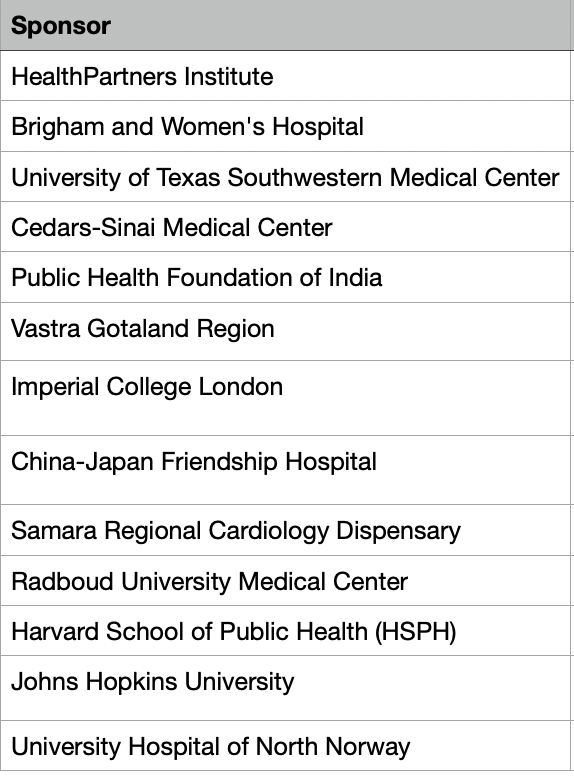 Sponsor
HealthPartners Institute
Brigham and Women's Hospital
University of Texas Southwestern Medical Center
Cedars-Sinai Medical Center
Public Health Foundation of India
Vastra Gotaland Region
Imperial College London
China-Japan Friendship Hospital
Samara Regional Cardiology Dispensary
Radboud University Medical Center
Harvard School of Public Health (HSPH)
Johns Hopkins University
University Hospital of North Norway